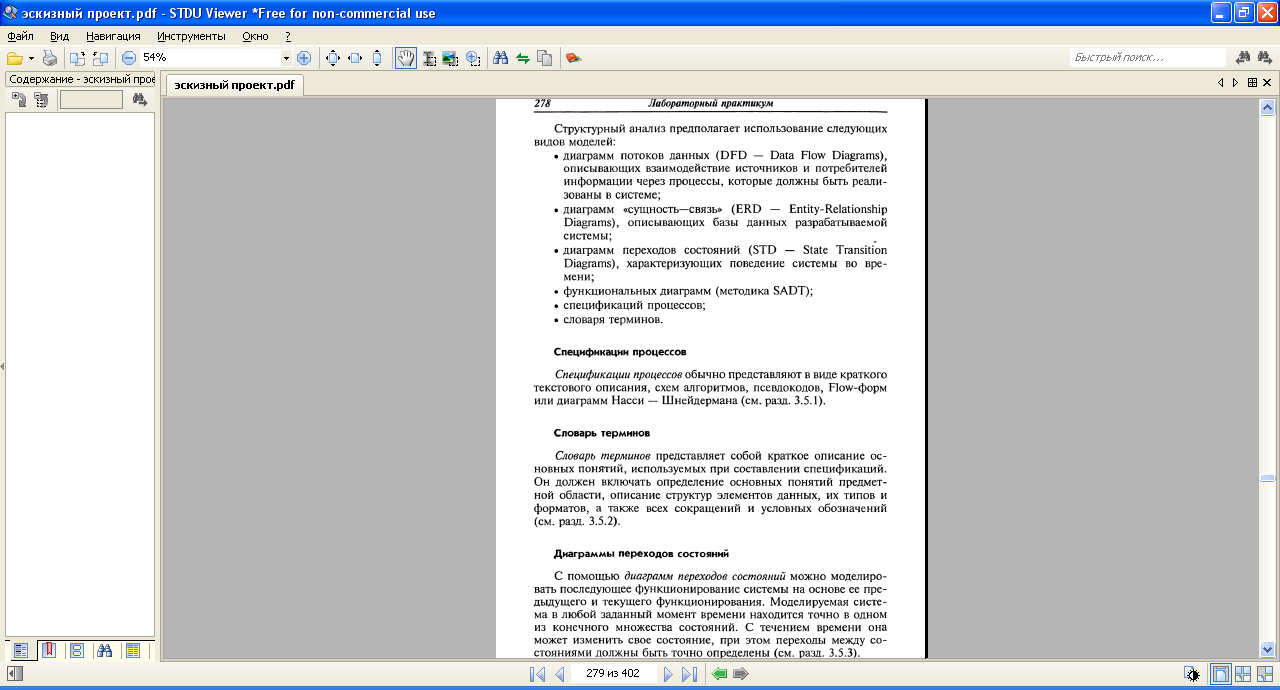 эскизный проект.pdf - STDU Viewer *Free for non-commercial use
Файл Вид Навигация Инструменты Окно ?
54%
Быстрый поиск...
Содержание - эскизный прое
эскизный проект.pdf
278 Лабораторный практикум
Структурный анализ предполагает использование следующих
видов моделей:
• диаграмм потоков данных (DFD — Data Flow Diagrams),
описывающих взаимодействие источников и потребителей
информации через процессы, которые должны быть реали-
зованы в системе;
• диаграмм «сущность—связь» (ERD — Entity-Relationship
Diagrams), описывающих базы данных разрабатываемой
системы;
• диаграмм переходов состояний (STD — State Transition
Diagrams), характеризующих поведение системы во вре-
мени;
• функциональных диаграмм (методика SADT);
• спецификаций процессов;
• словаря терминов.
Спецификации процессов
Спецификации процессов обычно представляют в виде краткого
текстового описания, схем алгоритмов, псевдокодов, Flow-форм
или диаграмм Насси — Шнейдермана (см. разд. 3.5.1).
Словарь терминов
Словарь терминов представляет собой краткое описание ос-
новных понятий, используемых при составлении спецификаций.
Он должен включать определение основных понятий предмет-
ной области, описание структур элементов данных, их типов и
форматов, а также всех сокращений и условных обозначений
(см. разд. 3.5.2).
Диаграммы переходов состояний
С помощью диаграмм переходов состояний можно моделиро-
вать последующее функционирование системы на основе ее пре-
дыдущего и текущего функционирования. Моделируемая систе-
ма в любой заданный момент времени находится точно в одном
из конечного множества состояний. С течением времени она
может изменить свое состояние, при этом переходы между со-
стояниями должны быть точно определены (см. разд. 3.5.3).
279 из 402